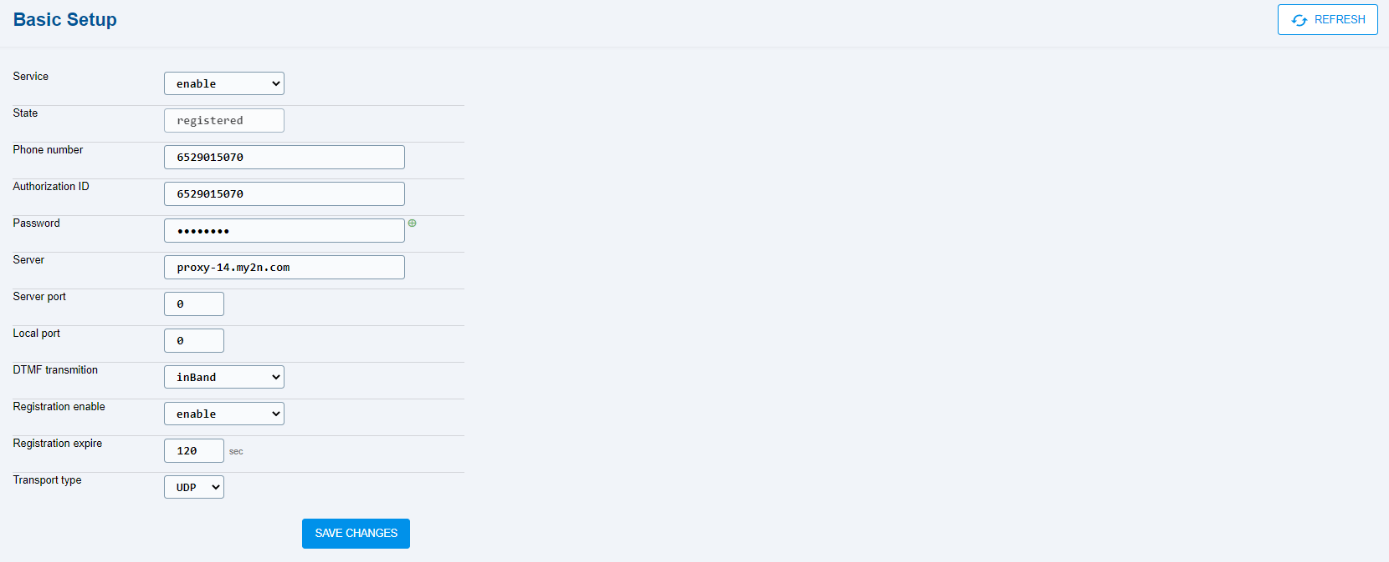 Basic Setup
REFRESH
Service
enable
State
registered
Phone number
6529015070
Authorization ID
6529015070
Password
••••••••
Server
proxy-14.my2n.com
Server port
0
Local port
0
DTMF transmition
inBand
Registration enable
enable
Registration expire
120 sec
Transport type
UDP
SAVE CHANGES